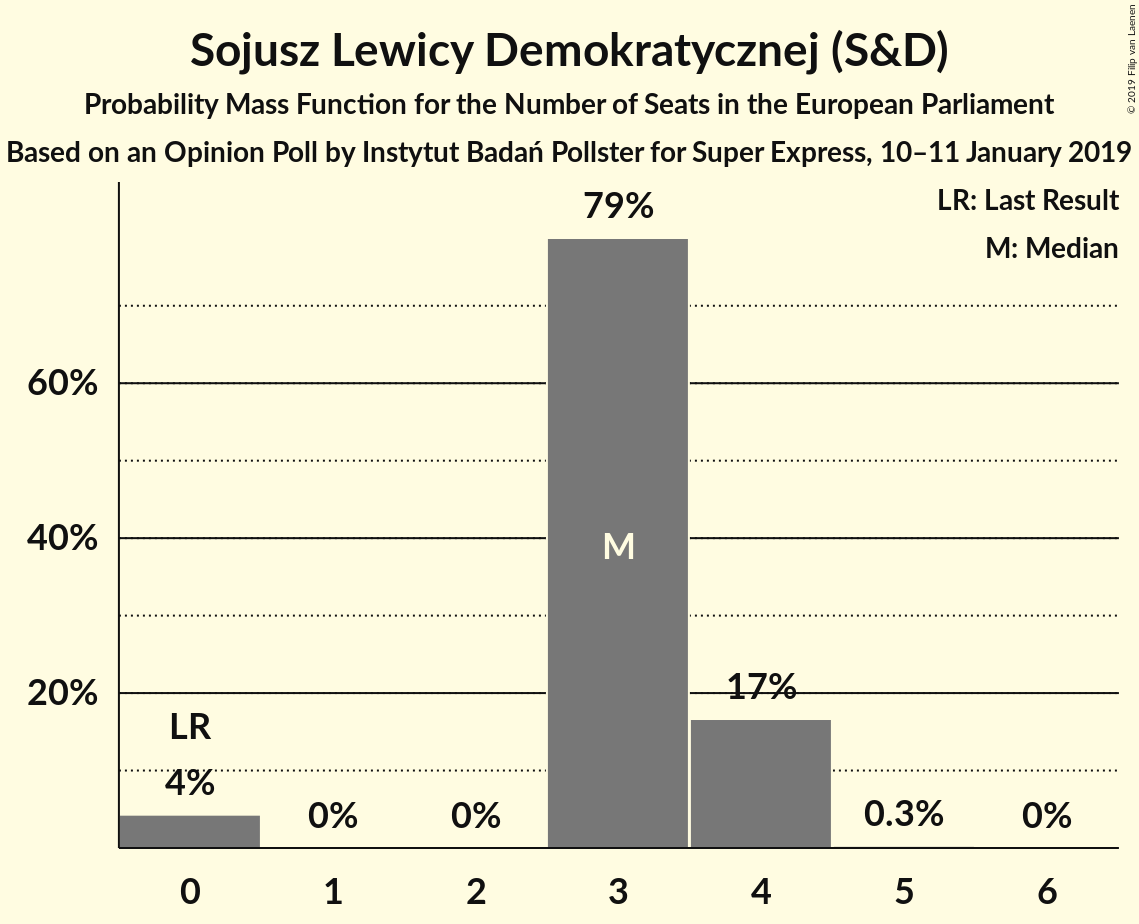 Sojusz Lewicy Demokratycznej (S&D)
Probability Mass Function for the Number of Seats in the European Parliament
Based on an Opinion Poll by Instytut Badań Pollster for Super Express, 10–11 January 2019
© 2019 Filip van Laenen
LR: Last Result
M: Median
79%
60%
40%
M
20%
17%
LR
4%
0%
0%
0.3%
0%
0 1 2 3 4 5 6